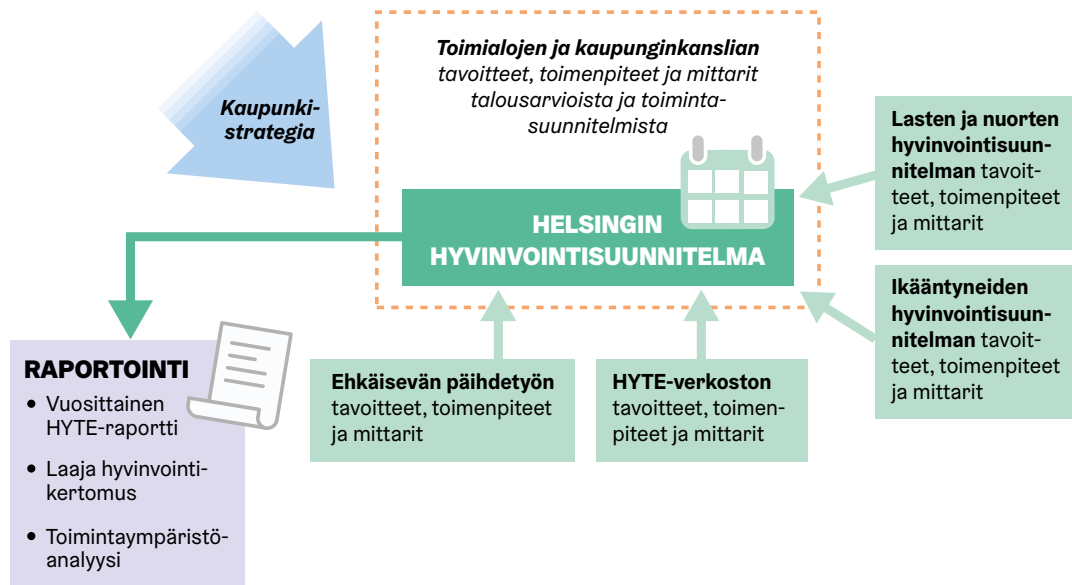 Toimialojen ja kaupunginkanslian
tavoitteet, toimenpiteet ja mittarit
talousarvioista ja toiminta-
suunnitelmista
Kaupunki-
strategia
HELSINGIN
HYVINVOINTISUUNNITELMA
Lasten ja nuorten
hyvinvointisuun-
nitelman tavoit-
teet, toimenpiteet
ja mittarit
Ikääntyneiden
hyvinvointisuun-
nitelman tavoit-
teet, toimenpiteet
ja mittarit
Ehkäisevän päihdetyön
tavoitteet, toimenpiteet
ja mittarit
HYTE-verkoston
tavoitteet, toimen-
piteet ja mittarit
RAPORTOINTI
• Vuosittainen
HYTE-raportti
• Laaja hyvinvointi-
kertomus
• Toimintaympäristö-
analyysi